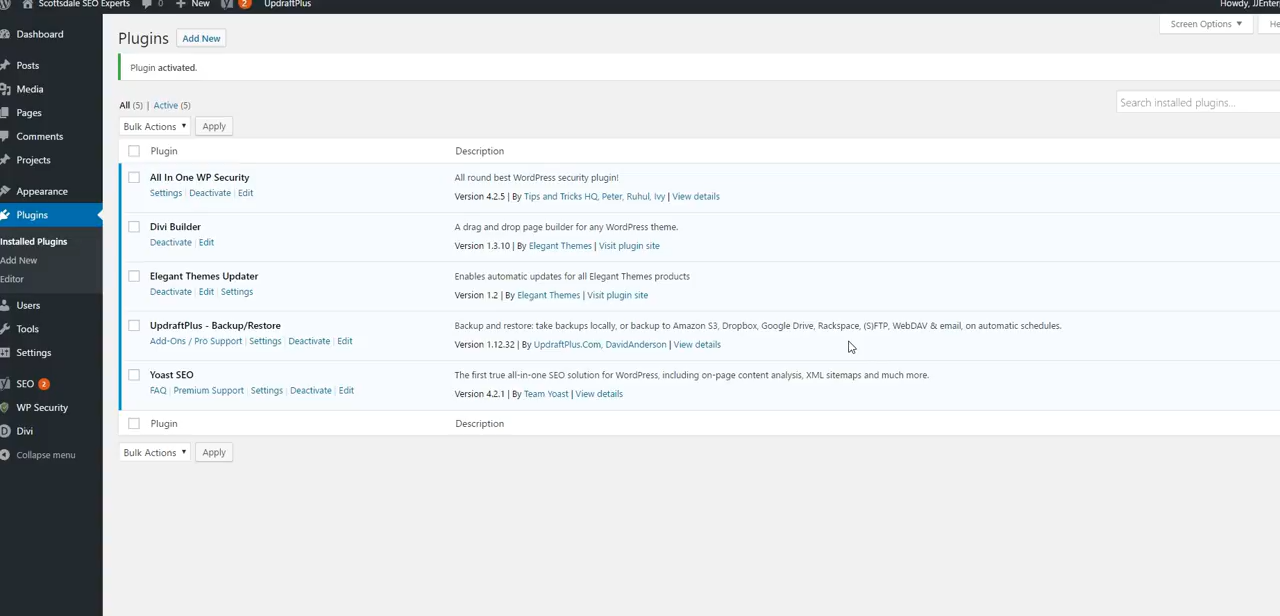 Scottsdale SEO Experts 0 New 2 UpdraftPlus Howdy, JJEnter
Dashboard
Posts
Media
Pages
Comments
Projects
Appearance
Plugins
Installed Plugins
Add New
Editor
Users
Tools
Settings
SEO 2
WP Security
Divi
Collapse menu
Screen Options ▼ He
Plugins Add New
Plugin activated.
All (5) | Active (5)
Search installed plugins...
Bulk Actions ▼ Apply
Plugin Description
All In One WP Security All round best WordPress security plugin!
Settings | Deactivate | Edit Version 4.2.5 | By Tips and Tricks HQ, Peter, Ruhul, Ivy | View details
Divi Builder A drag and drop page builder for any WordPress theme.
Deactivate | Edit Version 1.3.10 | By Elegant Themes | Visit plugin site
Elegant Themes Updater Enables automatic updates for all Elegant Themes products
Deactivate | Edit | Settings Version 1.2 | By Elegant Themes | Visit plugin site
UpdraftPlus - Backup/Restore Backup and restore: take backups locally, or backup to Amazon S3, Dropbox, Google Drive, Rackspace, (S)FTP, WebDAV & email, on automatic schedules.
Add-Ons / Pro Support | Settings | Deactivate | Edit Version 1.12.32 | By UpdraftPlus.Com, DavidAnderson | View details
Yoast SEO The first true all-in-one SEO solution for WordPress, including on-page content analysis, XML sitemaps and much more.
FAQ | Premium Support | Settings | Deactivate | Edit Version 4.2.1 | By Team Yoast | View details
Plugin Description
Bulk Actions ▼ Apply